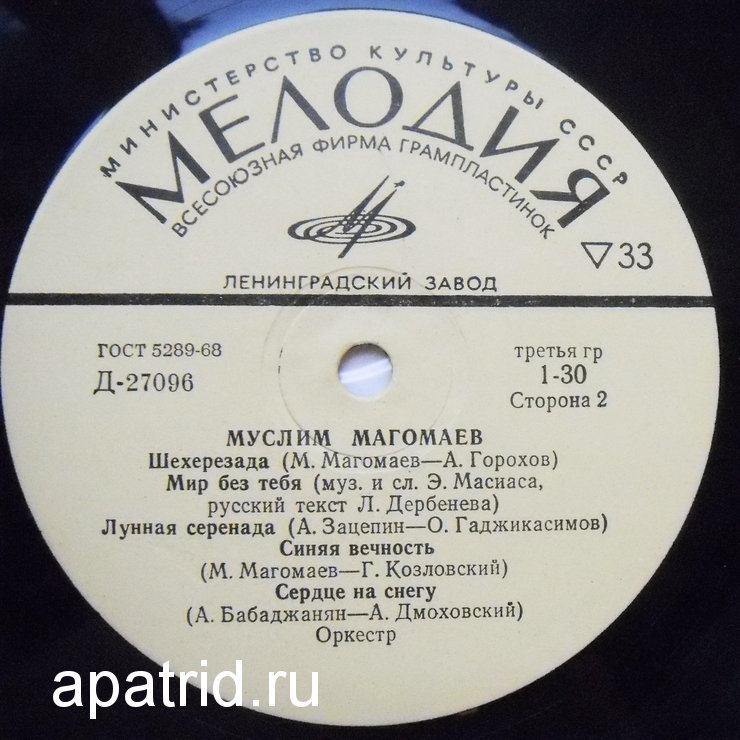 МИНИСТЕРСТВО КУЛЬТУРЫ СССР
МЕЛОДИЯ
ВСЕСОЮЗНАЯ ФИРМА ГРАМПЛАСТИНОК
▽33
ЛЕНИНГРАДСКИЙ ЗАВОД
ГОСТ 5289-68
Д-27096
третья гр
1-30
Сторона 2
МУСЛИМ МАГОМАЕВ
Шехерезада (М. Магомаев—А. Горохов)
Мир без тебя (муз. и сл. Э. Масиаса,
русский текст Л. Дербенева)
Лунная серенада (А. Зацепин—О. Гаджикасимов)
Синяя вечность
(М. Магомаев—Г. Козловский)
Сердце на снегу
(А. Бабаджанян—А. Дмоховский)
Оркестр
apatrid.ru